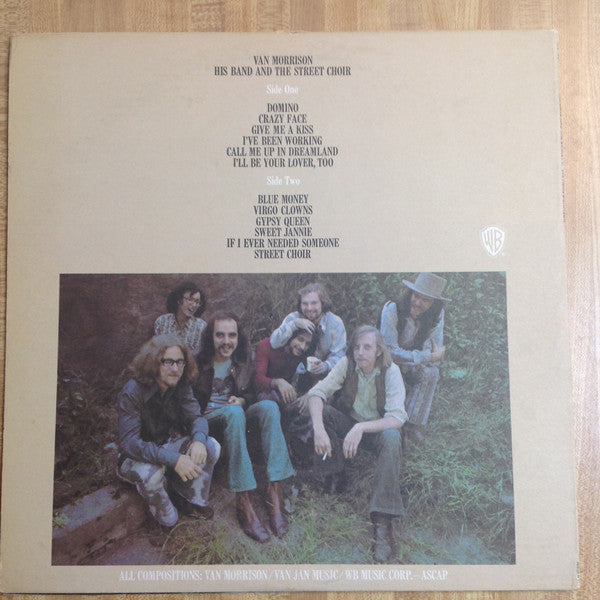 VAN MORRISON
HIS BAND AND THE STREET CHOIR
Side One
DOMINO
CRAZY FACE
GIVE ME A KISS
I'VE BEEN WORKING
CALL ME UP IN DREAMLAND
I'LL BE YOUR LOVER, TOO
Side Two
BLUE MONEY
VIRGO CLOWNS
GYPSY QUEEN
SWEET JANNIE
IF I EVER NEEDED SOMEONE
STREET CHOIR
WB
ALL COMPOSITIONS: VAN MORRISON/VAN JAN MUSIC/WB MUSIC CORP.—ASCAP